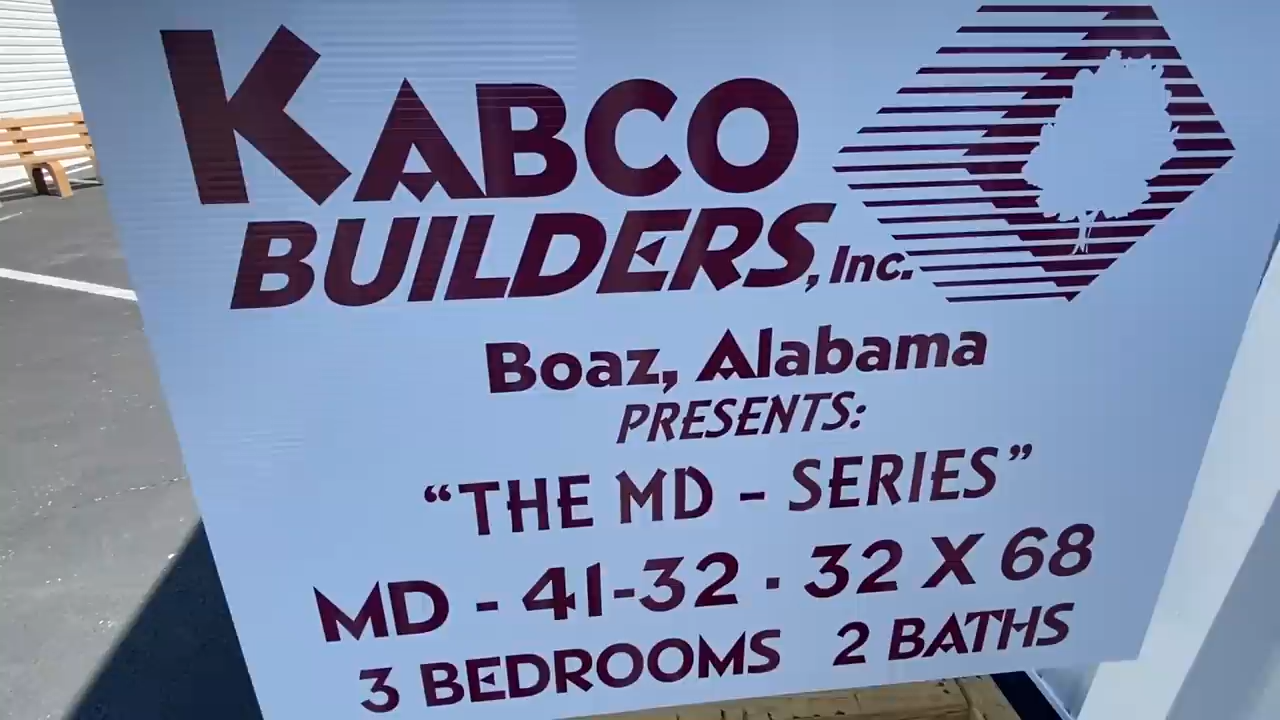 KABCO
BUILDERS, Inc.
Boaz, Alabama
PRESENTS:
“THE MD - SERIES”
MD - 41-32 - 32 X 68
3 BEDROOMS 2 BATHS